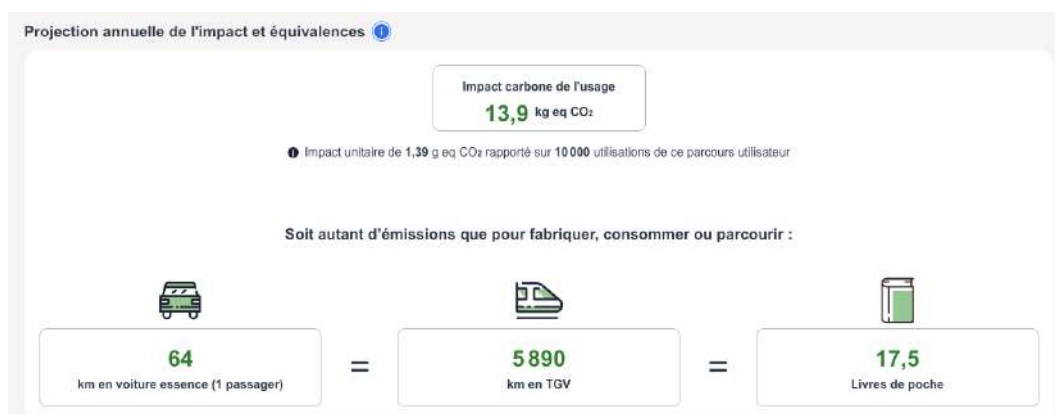 Projection annuelle de l'impact et équivalences
Impact carbone de l'usage
13,9 kg eq CO₂
Impact unitaire de 1,39 g eq CO₂ rapporté sur 10 000 utilisations de ce parcours utilisateur
Soit autant d'émissions que pour fabriquer, consommer ou parcourir :
64
km en voiture essence (1 passager)
=
5 890
km en TGV
=
17,5
Livres de poche